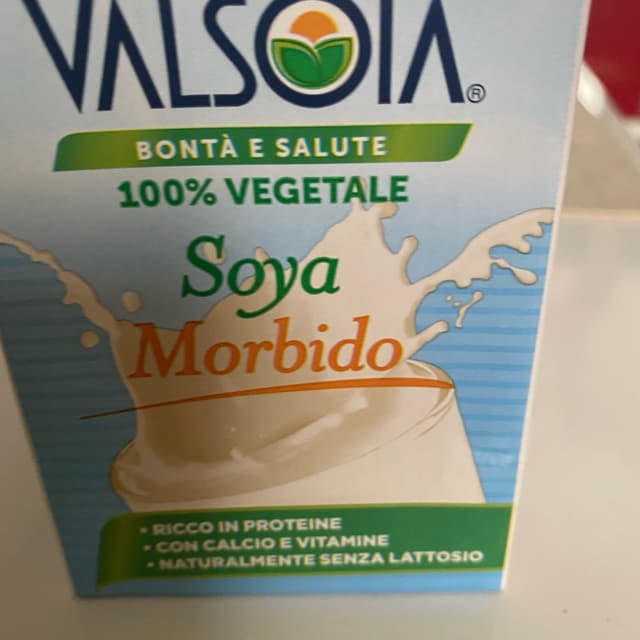 VALSOIA®
BONTÀ E SALUTE
100% VEGETALE
Soya
Morbido
• RICCO IN PROTEINE
• CON CALCIO E VITAMINE
• NATURALMENTE SENZA LATTOSIO